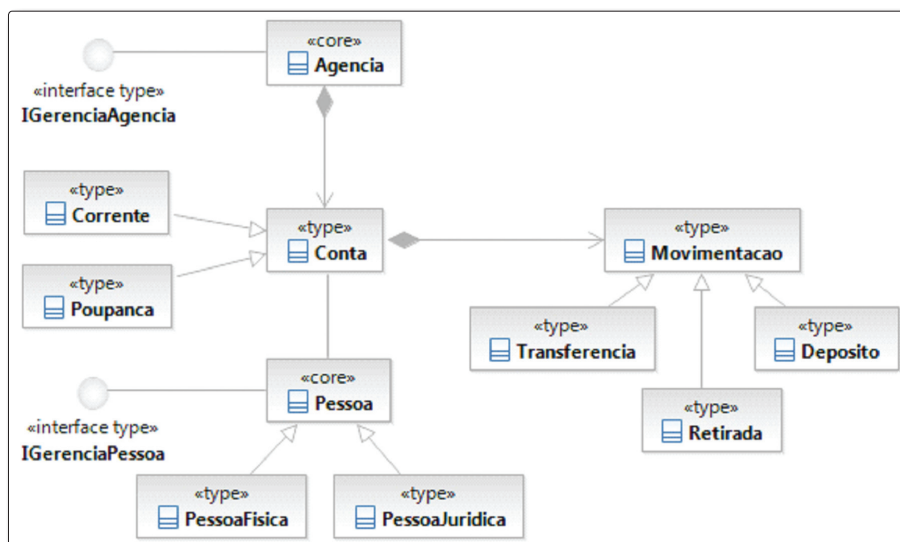 «core»
Agencia
«interface type»
IGerenciaAgencia
«type»
Corrente
«type»
Conta
«type»
Movimentacao
«type»
Poupanca
«type»
Transferencia
«type»
Deposito
«core»
Pessoa
«interface type»
IGerenciaPessoa
«type»
Retirada
«type»
PessoaFisica
«type»
PessoaJuridica